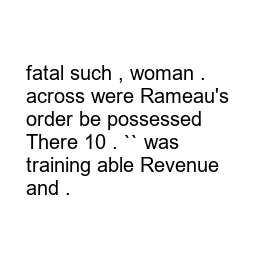 fatal such , woman .
across were Rameau's
order be possessed
There 10 . `` was
training able Revenue
and .